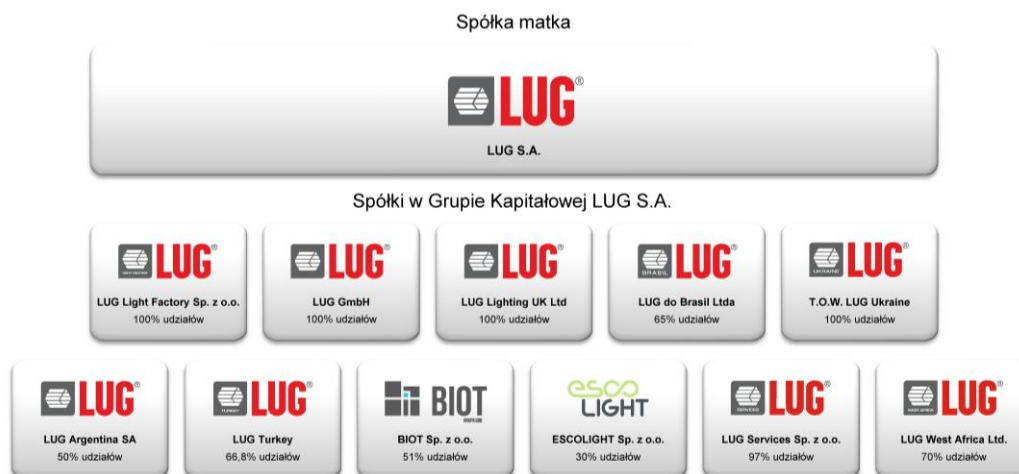 Spółka matka
LUG®
LUG S.A.
Spółki w Grupie Kapitałowej LUG S.A.
LUG®
LUG Light Factory Sp. z o.o.
100% udziałów
LUG®
LUG GmbH
100% udziałów
LUG®
LUG Lighting UK Ltd
100% udziałów
BRASIL
LUG®
LUG do Brasil Ltda
65% udziałów
UKRAINE
LUG®
T.O.W. LUG Ukraine
100% udziałów
LUG®
LUG Argentina SA
50% udziałów
TURKEY
LUG®
LUG Turkey
66,8% udziałów
BIOT
BIOT Sp. z o.o.
51% udziałów
esco
LIGHT
ESCOLIGHT Sp. z o.o.
30% udziałów
SERVICES
LUG®
LUG Services Sp. z o.o.
97% udziałów
WEST AFRICA
LUG®
LUG West Africa Ltd.
70% udziałów